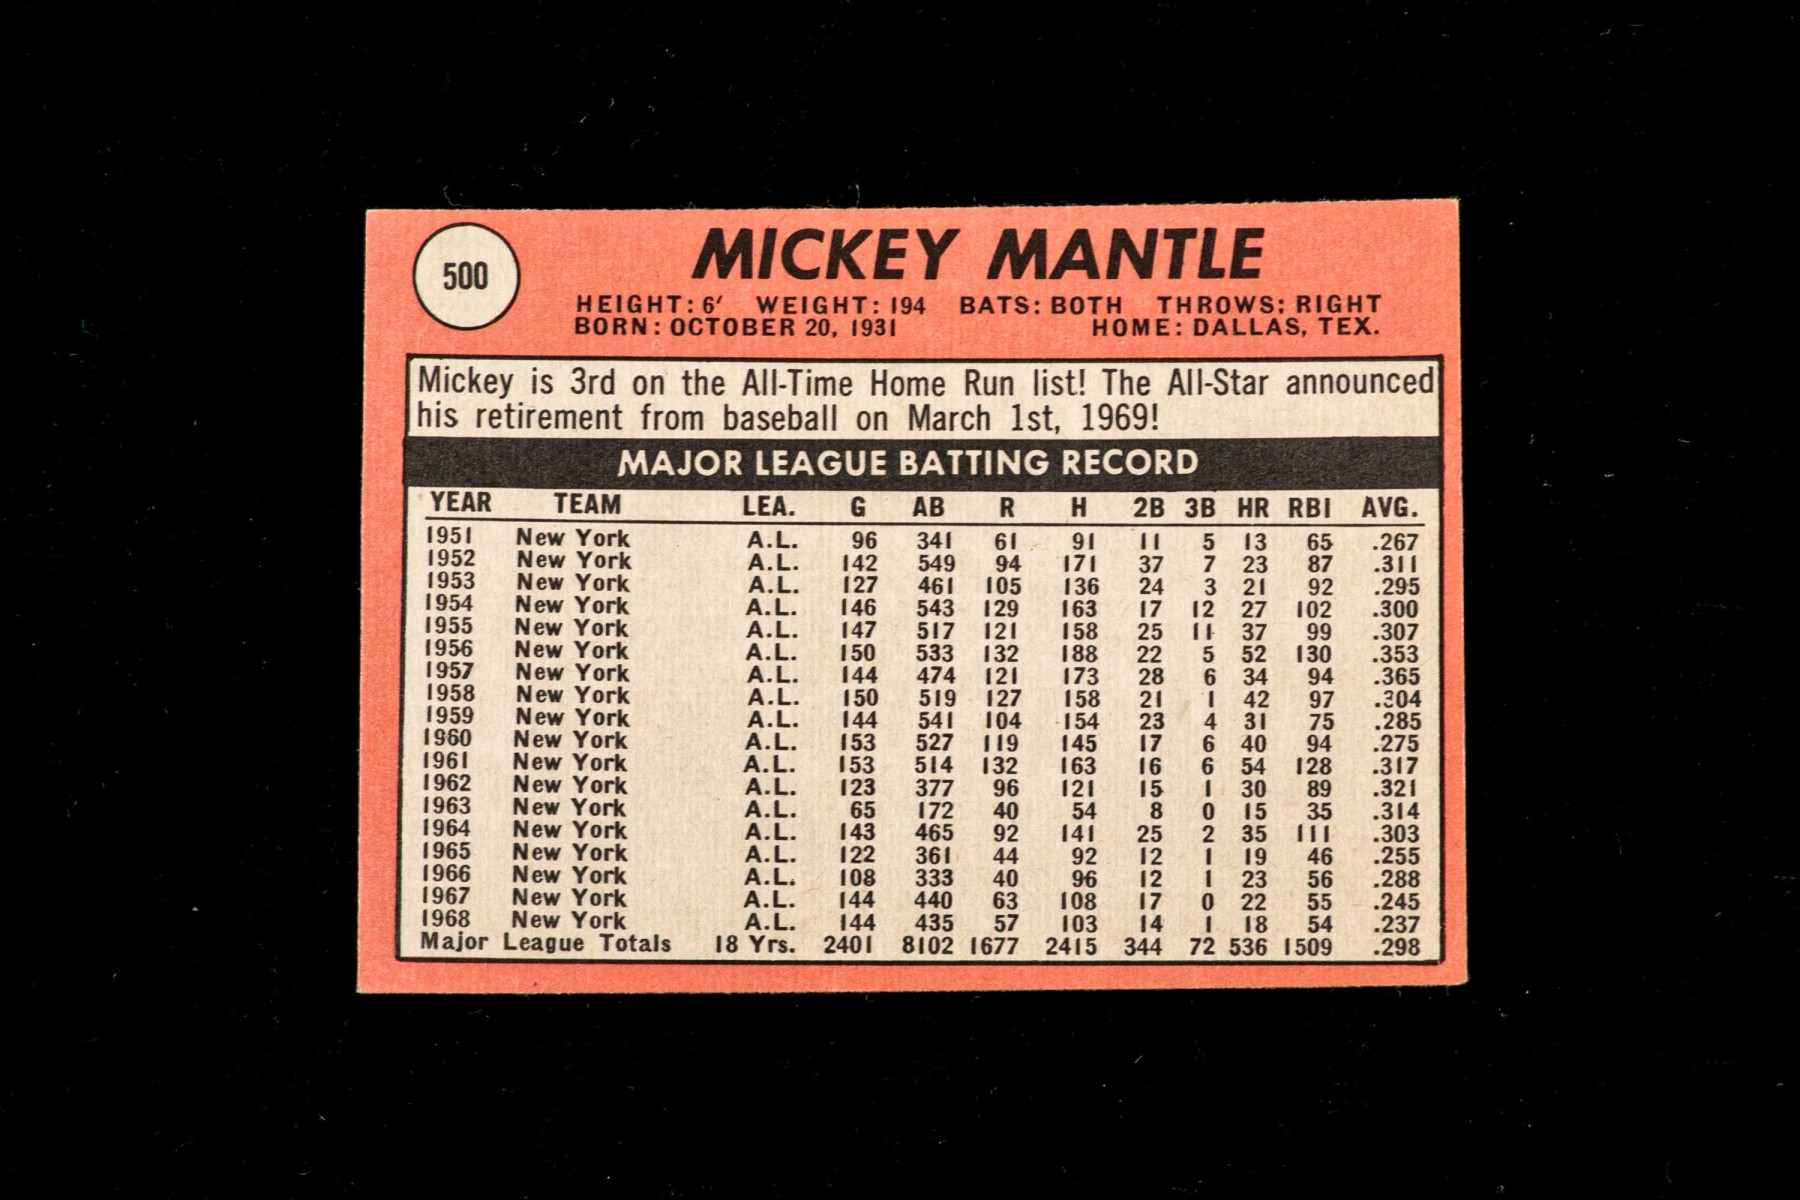 500
MICKEY MANTLE
HEIGHT: 6' WEIGHT: 194 BATS: BOTH THROWS: RIGHT
BORN: OCTOBER 20, 1931 HOME: DALLAS, TEX.
Mickey is 3rd on the All-Time Home Run list! The All-Star announced
his retirement from baseball on March 1st, 1969!
MAJOR LEAGUE BATTING RECORD
YEAR TEAM LEA. G AB R H 2B 3B HR RBI AVG.
1951 New York A.L. 96 341 61 91 11 5 13 65 .267
1952 New York A.L. 142 549 94 171 37 7 23 87 .311
1953 New York A.L. 127 461 105 136 24 3 21 92 .295
1954 New York A.L. 146 543 129 163 17 12 27 102 .300
1955 New York A.L. 147 517 121 158 25 11 37 99 .307
1956 New York A.L. 150 533 132 188 22 5 52 130 .353
1957 New York A.L. 144 474 121 173 28 6 34 94 .365
1958 New York A.L. 150 519 127 158 21 1 42 97 .304
1959 New York A.L. 144 541 104 154 23 4 31 75 .285
1960 New York A.L. 153 527 119 145 17 6 40 94 .275
1961 New York A.L. 153 514 132 163 16 6 54 128 .317
1962 New York A.L. 123 377 96 121 15 1 30 89 .321
1963 New York A.L. 65 172 40 54 8 0 15 35 .314
1964 New York A.L. 143 465 92 141 25 2 35 111 .303
1965 New York A.L. 122 361 44 92 12 1 19 46 .255
1966 New York A.L. 108 333 40 96 12 1 23 56 .288
1967 New York A.L. 144 440 63 108 17 0 22 55 .245
1968 New York A.L. 144 435 57 103 14 1 18 54 .237
Major League Totals 18 Yrs. 2401 8102 1677 2415 344 72 536 1509 .298